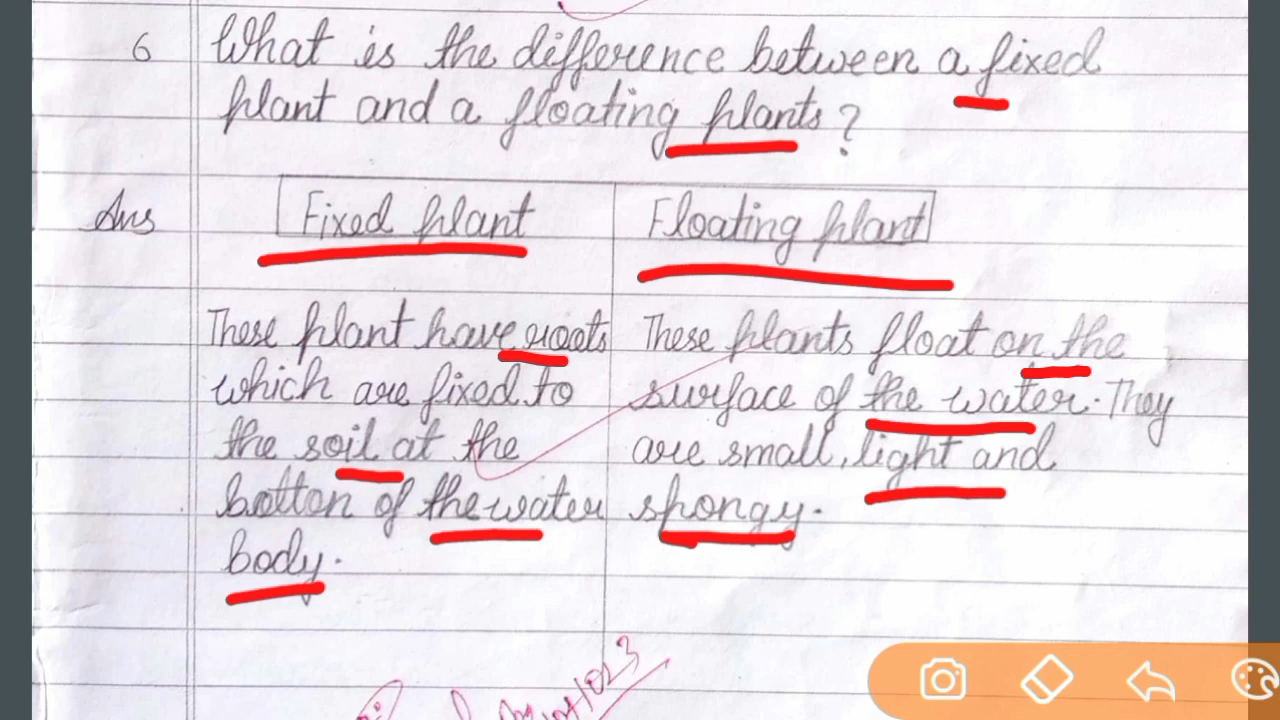 6 What is the difference between a fixed
plant and a floating plants?
Ans
Fixed plant
Floating plant
These plant have roots
which are fixed to
the soil at the
botton of the water
body.
These plants float on the
surface of the water. They
are small, light and
spongy.